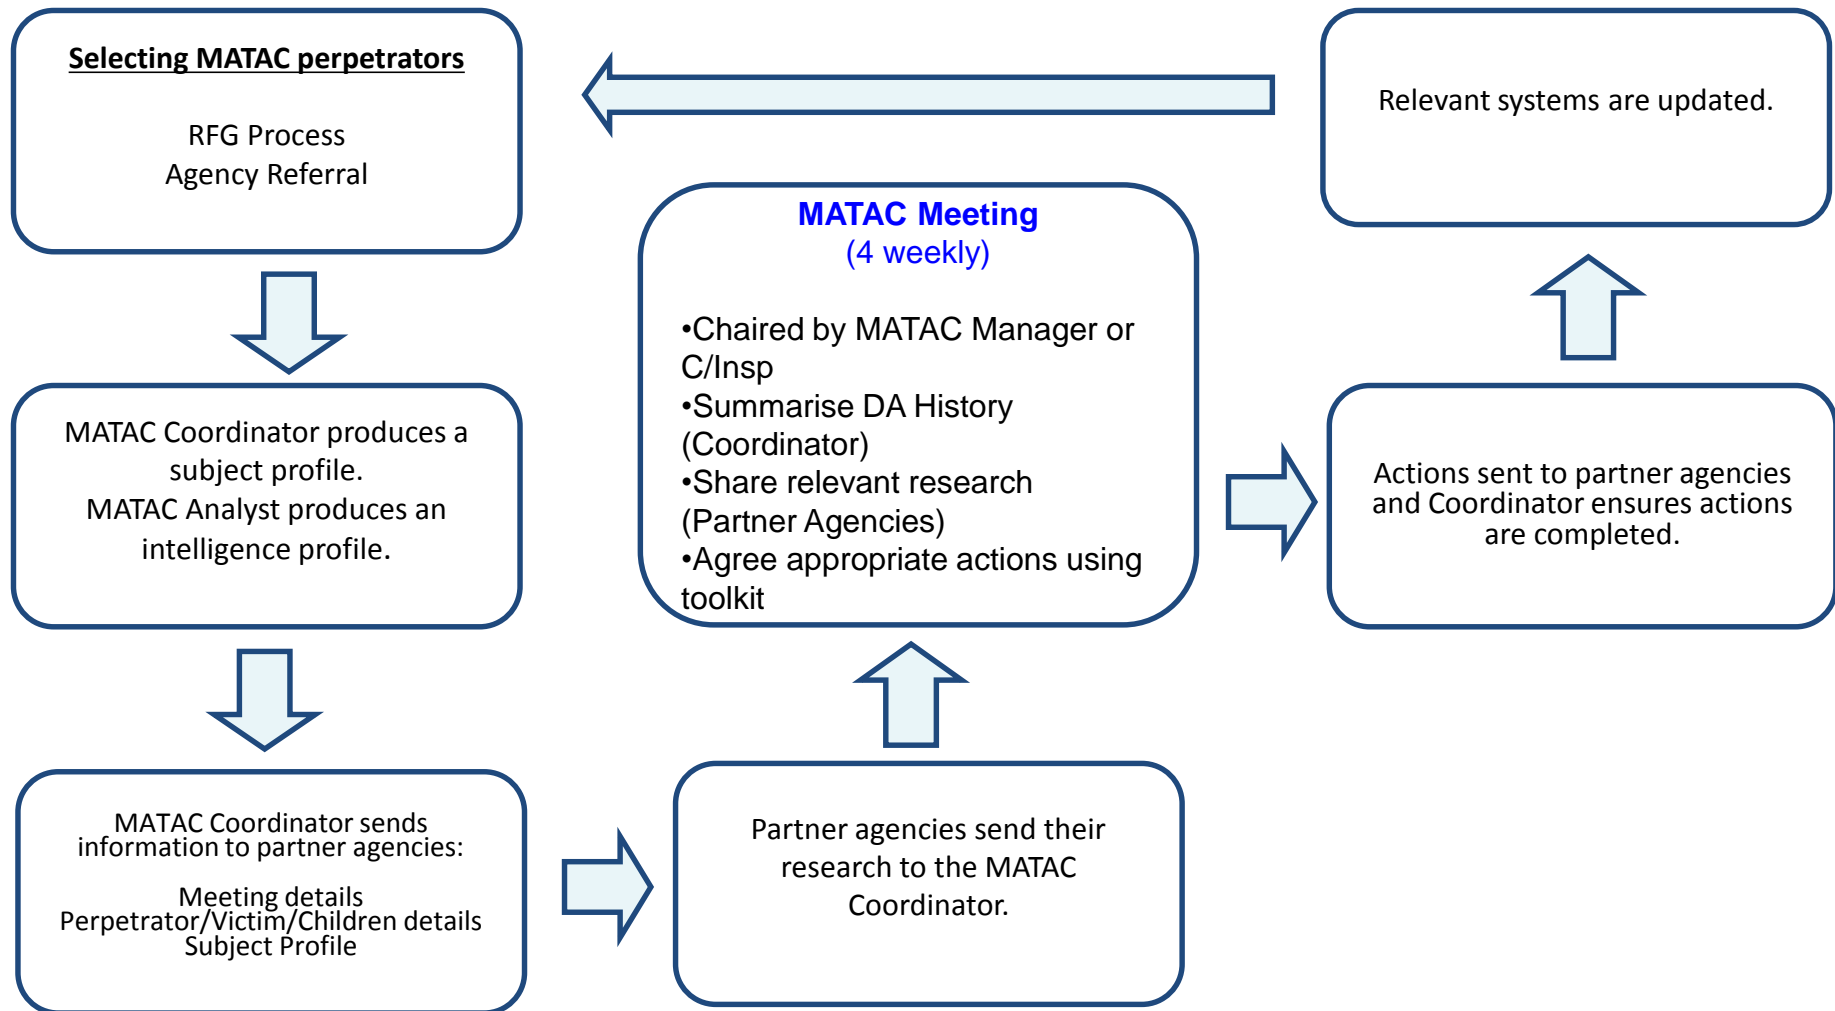 Selecting MATAC perpetrators
RFG Process
Agency Referral
MATAC Coordinator produces a
subject profile.
MATAC Analyst produces an
intelligence profile.
MATAC Coordinator sends
information to partner agencies:
Meeting details
Perpetrator/Victim/Children details
Subject Profile
Partner agencies send their
research to the MATAC
Coordinator.
MATAC Meeting
(4 weekly)
•Chaired by MATAC Manager or
C/Insp
•Summarise DA History
(Coordinator)
•Share relevant research
(Partner Agencies)
•Agree appropriate actions using
toolkit
Actions sent to partner agencies
and Coordinator ensures actions
are completed.
Relevant systems are updated.